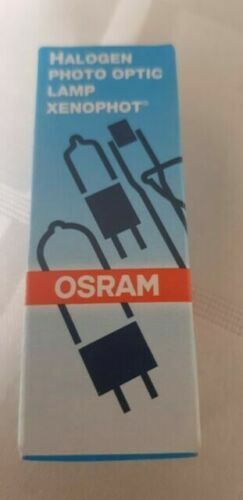 HALOGEN
PHOTO OPTIC
LAMP
XENOPHOT®
OSRAM